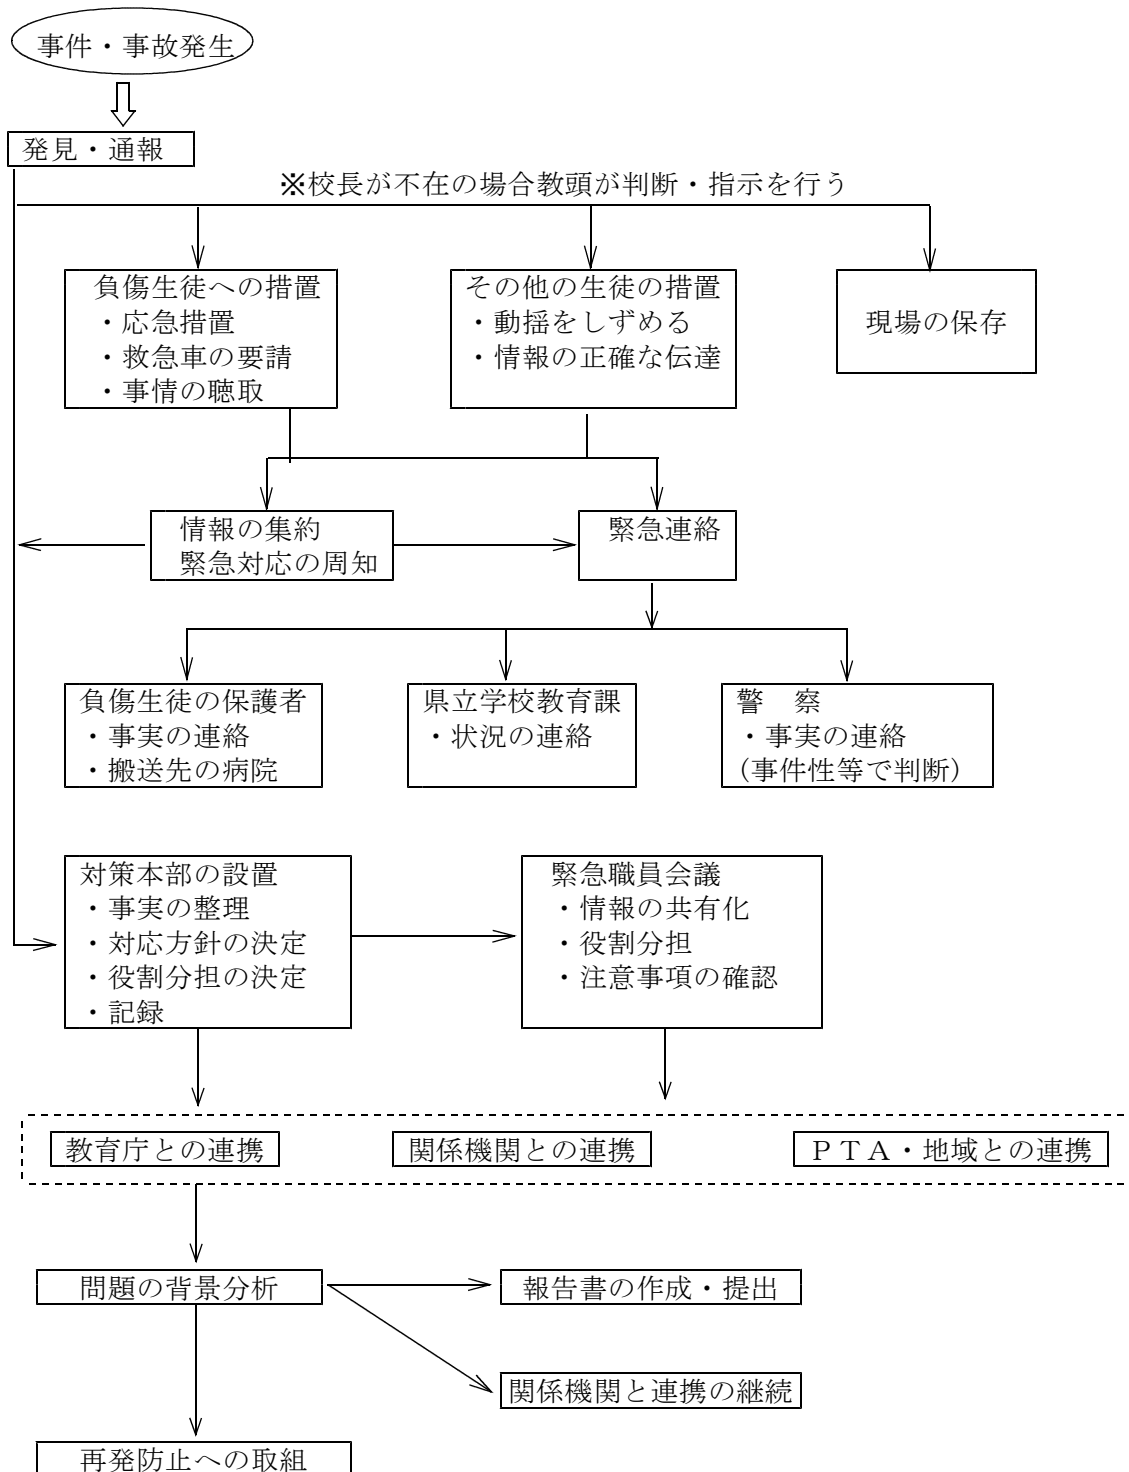 事件・事故発生
発見・通報
※校長が不在の場合教頭が判断・指示を行う
負傷生徒への措置
・応急措置
・救急車の要請
・事情の聴取
その他の生徒の措置
・動揺をしずめる
・情報の正確な伝達
現場の保存
情報の集約
緊急対応の周知
緊急連絡
負傷生徒の保護者
・事実の連絡
・搬送先の病院
県立学校教育課
・状況の連絡
警　察
・事実の連絡
(事件性等で判断)
対策本部の設置
・事実の整理
・対応方針の決定
・役割分担の決定
・記録
緊急職員会議
・情報の共有化
・役割分担
・注意事項の確認
教育庁との連携
関係機関との連携
ＰＴＡ・地域との連携
問題の背景分析
報告書の作成・提出
関係機関と連携の継続
再発防止への取組